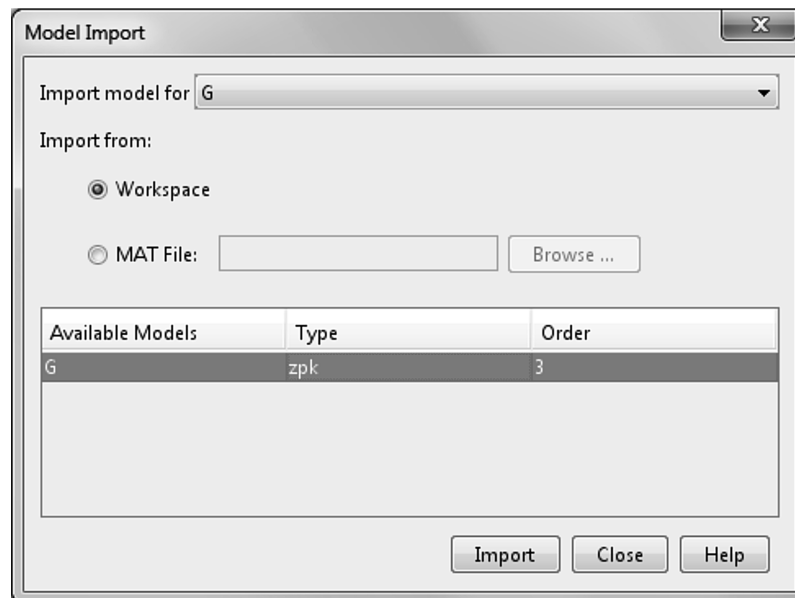 Model Import
Import model for G
Import from:
Workspace
MAT File: Browse ...
Available Models Type Order
G zpk 3
Import Close Help